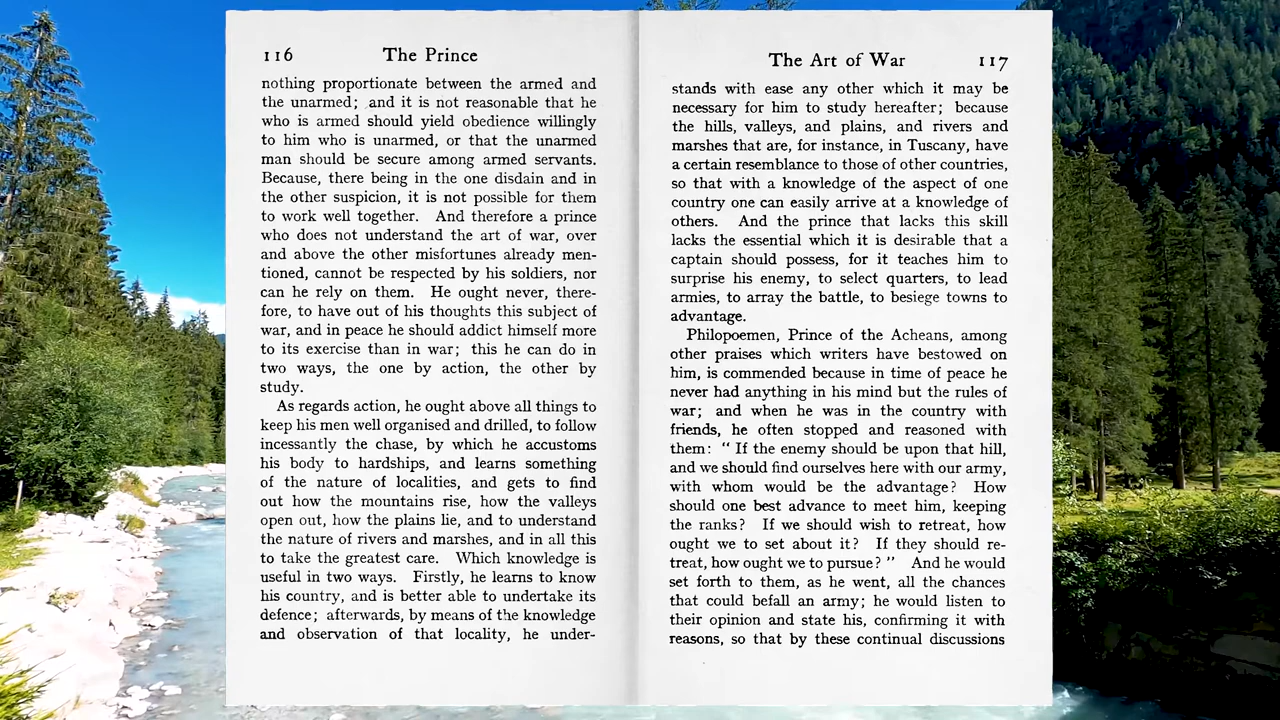 116 The Prince
nothing proportionate between the armed and
the unarmed; and it is not reasonable that he
who is armed should yield obedience willingly
to him who is unarmed, or that the unarmed
man should be secure among armed servants.
Because, there being in the one disdain and in
the other suspicion, it is not possible for them
to work well together. And therefore a prince
who does not understand the art of war, over
and above the other misfortunes already men-
tioned, cannot be respected by his soldiers, nor
can he rely on them. He ought never, there-
fore, to have out of his thoughts this subject of
war, and in peace he should addict himself more
to its exercise than in war; this he can do in
two ways, the one by action, the other by
study.
As regards action, he ought above all things to
keep his men well organised and drilled, to follow
incessantly the chase, by which he accustoms
his body to hardships, and learns something
of the nature of localities, and gets to find
out how the mountains rise, how the valleys
open out, how the plains lie, and to understand
the nature of rivers and marshes, and in all this
to take the greatest care. Which knowledge is
useful in two ways. Firstly, he learns to know
his country, and is better able to undertake its
defence; afterwards, by means of the knowledge
and observation of that locality, he under-
The Art of War 117
stands with ease any other which it may be
necessary for him to study hereafter; because
the hills, valleys, and plains, and rivers and
marshes that are, for instance, in Tuscany, have
a certain resemblance to those of other countries,
so that with a knowledge of the aspect of one
country one can easily arrive at a knowledge of
others. And the prince that lacks this skill
lacks the essential which it is desirable that a
captain should possess, for it teaches him to
surprise his enemy, to select quarters, to lead
armies, to array the battle, to besiege towns to
advantage.
Philopoemen, Prince of the Acheans, among
other praises which writers have bestowed on
him, is commended because in time of peace he
never had anything in his mind but the rules of
war; and when he was in the country with
friends, he often stopped and reasoned with
them: " If the enemy should be upon that hill,
and we should find ourselves here with our army,
with whom would be the advantage? How
should one best advance to meet him, keeping
the ranks? If we should wish to retreat, how
ought we to set about it? If they should re-
treat, how ought we to pursue? " And he would
set forth to them, as he went, all the chances
that could befall an army; he would listen to
their opinion and state his, confirming it with
reasons, so that by these continual discussions